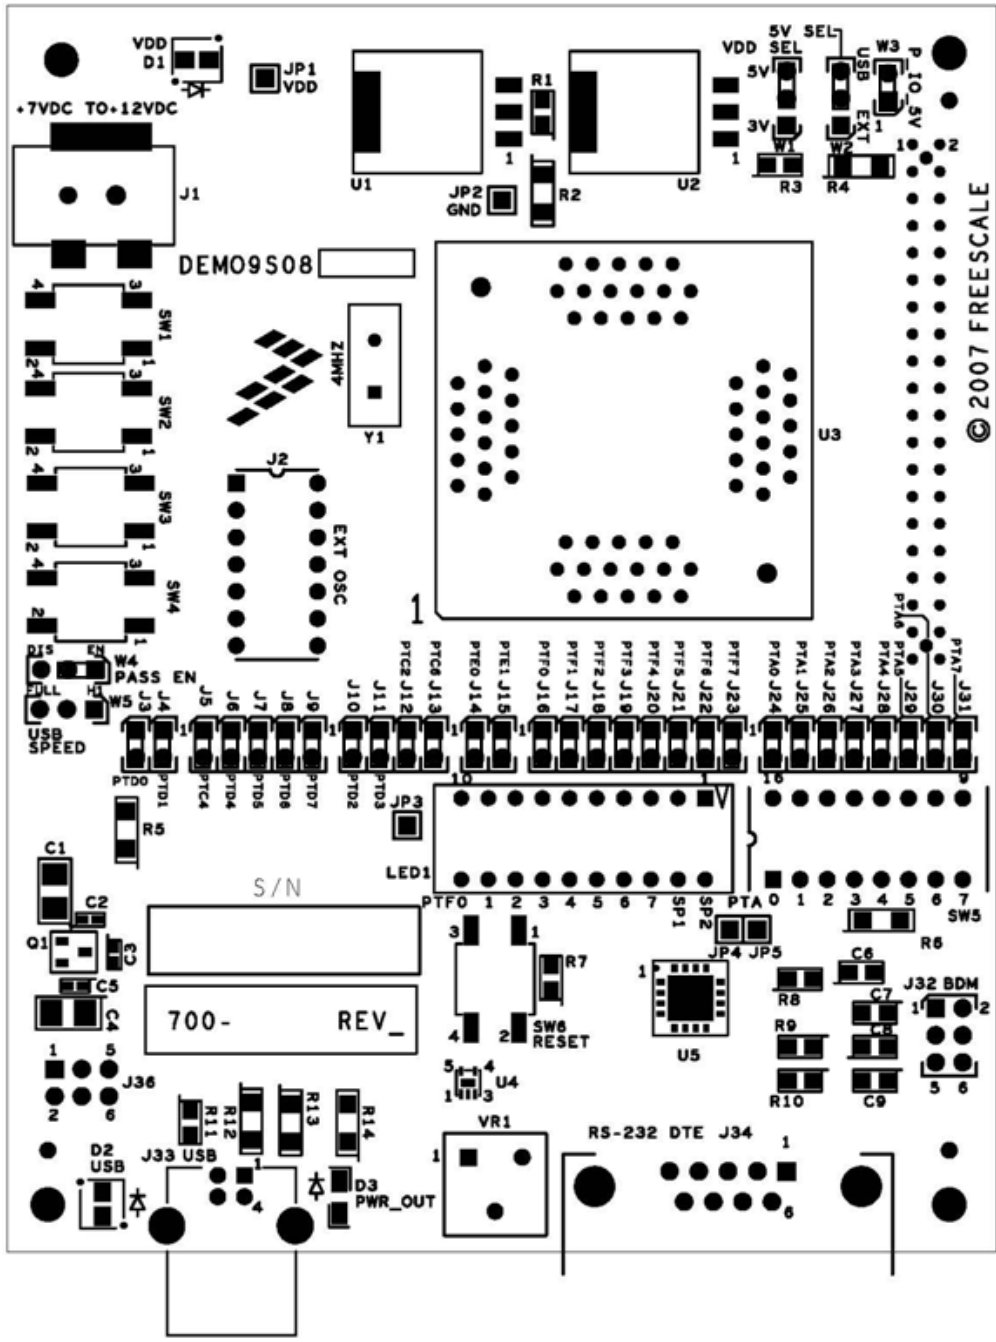 VDD
D1
JP1
VDD
+7VDC TO+12VDC
J1
U1
1
R1
JP2
GND
R2
U2
1
5V SEL
VDD SEL
5V
3V
W1
USB
EXT
W2
W3
P IO_5V
1
R3
R4
1
2
© 2007 FREESCALE
DEMO9S08
4
3
SW1
2
1
4
3
SW2
2
1
4
3
SW3
2
1
4
3
SW4
2
1
4MHZ
Y1
J2
EXT OSC
U3
1
DIS
EN
W4
PASS EN
FULL
HI
W5
USB
SPEED
PTC2
PTC6
PTE0
PTE1
PTF0
PTF1
PTF2
PTF3
PTF4
PTF5
PTF6
PTF7
PTA0
PTA1
PTA2
PTA3
PTA4
PTA5
PTA6
PTA7
J3
J4
J5
J6
J7
J8
J9
J10
J11
J12
J13
J14
J15
J16
J17
J18
J19
J20
J21
J22
J23
J24
J25
J26
J27
J28
J29
J30
J31
1
1
1
1
1
1
PTD0
PTD1
PTC4
PTD4
PTD5
PTD6
PTD7
PTD2
PTD3
10
1
16
9
R5
JP3
LED1
PTF0 1 2 3 4 5 6 7 SP1 SP2
PTA
0 1 2 3 4 5 6 7
SW5
JP4 JP5
R6
C1
C2
Q1
C3
C5
C4
S/N
700- REV_
3
1
4
2
SW6
RESET
R7
1
U5
R8
C6
C7
R9
C8
R10
C9
J32 BDM
1
2
5 6
1
5
J36
2
6
5
4
U4
1
3
R11
R12
R13
R14
VR1
1
RS-232 DTE J34
1
6
D2
USB
J33 USB
1
4
D3
PWR_OUT